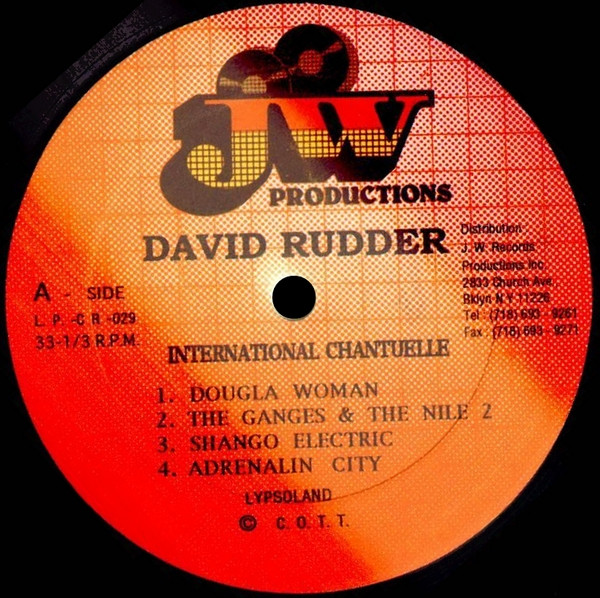 JW
PRODUCTIONS
DAVID RUDDER
Distribution
J. W. Records
Productions Inc
2833 Church Ave.
Bklyn N Y 11226
Tel : (718) 693 - 9261
Fax : (718) 693 - 9271
A - SIDE
L. P. -C R -029
33-1/3 R.P.M.
INTERNATIONAL CHANTUELLE
1. DOUGLA WOMAN
2. THE GANGES & THE NILE 2
3. SHANGO ELECTRIC
4. ADRENALIN CITY
LYPSOLAND
© C. O. T. T.